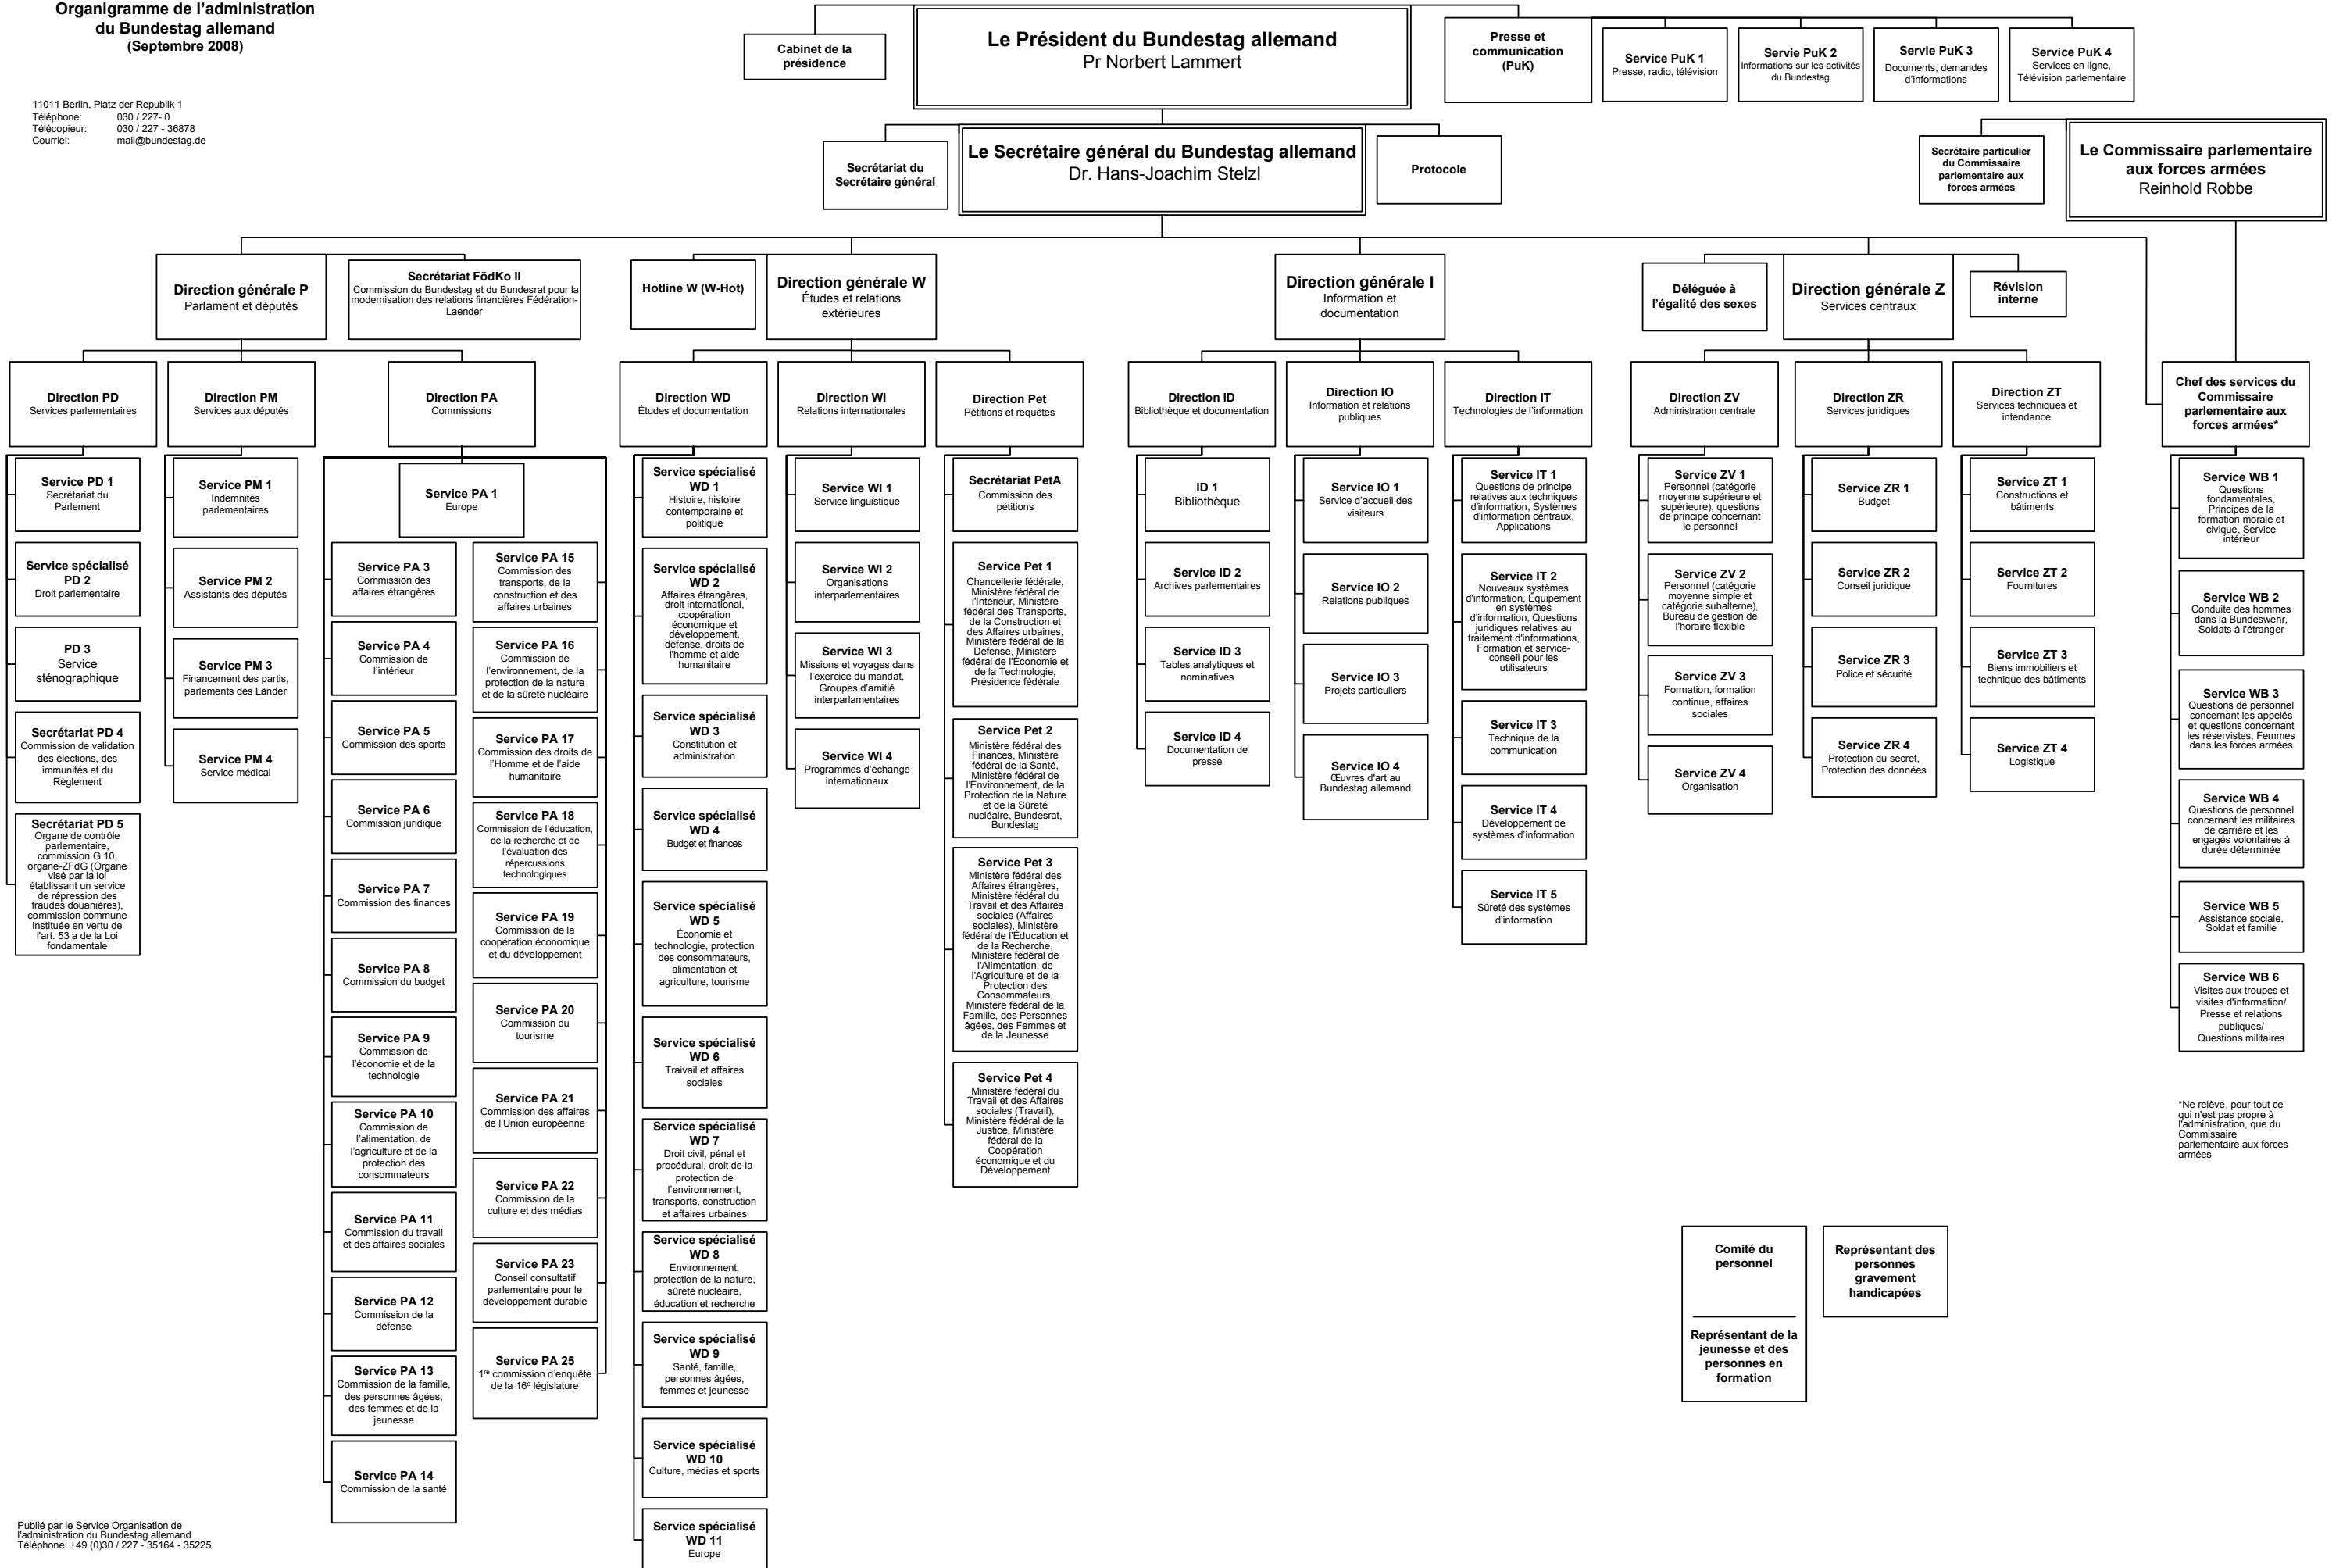 Organigramme de l'administration
du Bundestag allemand
(Septembre 2008)
11011 Berlin, Platz der Republik 1
Téléphone: 030 / 227- 0
Télécopieur: 030 / 227 - 36878
Courriel: mail@bundestag.de
Cabinet de la
présidence
Le Président du Bundestag allemand
Pr Norbert Lammert
Presse et
communication
(PuK)
Service PuK 1
Presse, radio, télévision
Servie PuK 2
Informations sur les activités
du Bundestag
Servie PuK 3
Documents, demandes
d'informations
Service PuK 4
Services en ligne,
Télévision parlementaire
Secrétariat du
Secrétaire général
Le Secrétaire général du Bundestag allemand
Dr. Hans-Joachim Stelzl
Protocole
Secrétaire particulier
du Commissaire
parlementaire aux
forces armées
Le Commissaire parlementaire
aux forces armées
Reinhold Robbe
Direction générale P
Parlament et députés
Secrétariat FödKo II
Commission du Bundestag et du Bundesrat pour la
modernisation des relations financières Fédération-
Laender
Hotline W (W-Hot)
Direction générale W
Études et relations
extérieures
Direction générale I
Information et
documentation
Déléguée à
l'égalité des sexes
Direction générale Z
Services centraux
Révision
interne
Direction PD
Services parlementaires
Direction PM
Services aux députés
Direction PA
Commissions
Direction WD
Études et documentation
Direction WI
Relations internationales
Direction Pet
Pétitions et requêtes
Direction ID
Bibliothèque et documentation
Direction IO
Information et relations
publiques
Direction IT
Technologies de l'information
Direction ZV
Administration centrale
Direction ZR
Services juridiques
Direction ZT
Services techniques et
intendance
Chef des services du
Commissaire
parlementaire aux
forces armées*
Service PD 1
Secrétariat du
Parlement
Service spécialisé
PD 2
Droit parlementaire
PD 3
Service
sténographique
Secrétariat PD 4
Commission de validation
des élections, des
immunités et du
Règlement
Secrétariat PD 5
Organe de contrôle
parlementaire,
commission G 10,
organe-ZFdG (Organe
visé par la loi
établissant un service
de répression des
fraudes douanières),
commission commune
instituée en vertu de
l'art. 53 a de la Loi
fondamentale
Service PM 1
Indemnités
parlementaires
Service PM 2
Assistants des députés
Service PM 3
Financement des partis,
parlements des Länder
Service PM 4
Service médical
Service PA 1
Europe
Service PA 3
Commission des
affaires étrangères
Service PA 4
Commission de
l'intérieur
Service PA 5
Commission des sports
Service PA 6
Commission juridique
Service PA 7
Commission des finances
Service PA 8
Commission du budget
Service PA 9
Commission de
l'économie et de la
technologie
Service PA 10
Commission de
l'alimentation, de
l'agriculture et de la
protection des
consommateurs
Service PA 11
Commission du travail
et des affaires sociales
Service PA 12
Commission de la
défense
Service PA 13
Commission de la famille,
des personnes âgées,
des femmes et de la
jeunesse
Service PA 14
Commission de la santé
Service PA 15
Commission des
transports, de la
construction et des
affaires urbaines
Service PA 16
Commission de
l'environnement, de la
protection de la nature
et de la sûreté nucléaire
Service PA 17
Commission des droits de
l'Homme et de l'aide
humanitaire
Service PA 18
Commission de l'éducation,
de la recherche et de
l'évaluation des
répercussions
technologiques
Service PA 19
Commission de la
coopération économique
et du développement
Service PA 20
Commission du
tourisme
Service PA 21
Commission des affaires
de l'Union européenne
Service PA 22
Commission de la
culture et des médias
Service PA 23
Conseil consultatif
parlementaire pour le
développement durable
Service PA 25
1re commission d'enquête
de la 16e législature
Service spécialisé
WD 1
Histoire, histoire
contemporaine et
politique
Service spécialisé
WD 2
Affaires étrangères,
droit international,
coopération
économique et
développement,
défense, droits de
l'homme et aide
humanitaire
Service spécialisé
WD 3
Constitution et
administration
Service spécialisé
WD 4
Budget et finances
Service spécialisé
WD 5
Économie et
technologie, protection
des consommateurs,
alimentation et
agriculture, tourisme
Service spécialisé
WD 6
Traivail et affaires
sociales
Service spécialisé
WD 7
Droit civil, pénal et
procédural, droit de la
protection de
l'environnement,
transports, construction
et affaires urbaines
Service spécialisé
WD 8
Environnement,
protection de la nature,
sûreté nucléaire,
éducation et recherche
Service spécialisé
WD 9
Santé, famille,
personnes âgées,
femmes et jeunesse
Service spécialisé
WD 10
Culture, médias et sports
Service spécialisé
WD 11
Europe
Service WI 1
Service linguistique
Service WI 2
Organisations
interparlementaires
Service WI 3
Missions et voyages dans
l'exercice du mandat,
Groupes d'amitié
interparlamentaires
Service WI 4
Programmes d'échange
internationaux
Secrétariat PetA
Commission des
pétitions
Service Pet 1
Chancellerie fédérale,
Ministère fédéral de
l'Intérieur, Ministère
fédéral des Transports,
de la Construction et
des Affaires urbaines,
Ministère fédéral de la
Défense, Ministère
fédéral de l'Économie et
de la Technologie,
Présidence fédérale
Service Pet 2
Ministère fédéral des
Finances, Ministère
fédéral de la Santé,
Ministère fédéral de
l'Environnement, de la
Protection de la Nature
et de la Sûreté
nucléaire, Bundesrat,
Bundestag
Service Pet 3
Ministère fédéral des
Affaires étrangères,
Ministère fédéral du
Travail et des Affaires
sociales (Affaires
sociales), Ministère
fédéral de l'Éducation et
de la Recherche,
Ministère fédéral de
l'Alimentation, de
l'Agriculture et de la
Protection des
Consommateurs,
Ministère fédéral de la
Famille, des Personnes
âgées, des Femmes et
de la Jeunesse
Service Pet 4
Ministère fédéral du
Travail et des Affaires
sociales (Travail),
Ministère fédéral de la
Justice, Ministère
fédéral de la
Coopération
économique et du
Développement
ID 1
Bibliothèque
Service ID 2
Archives parlementaires
Service ID 3
Tables analytiques et
nominatives
Service ID 4
Documentation de
presse
Service IO 1
Service d'accueil des
visiteurs
Service IO 2
Relations publiques
Service IO 3
Projets particuliers
Service IO 4
Œuvres d'art au
Bundestag allemand
Service IT 1
Questions de principe
relatives aux techniques
d'information, Systèmes
d'information centraux,
Applications
Service IT 2
Nouveaux systèmes
d'information, Équipement
en systèmes
d'information, Questions
juridiques relatives au
traitement d'informations,
Formation et service-
conseil pour les
utilisateurs
Service IT 3
Technique de la
communication
Service IT 4
Développement de
systèmes d'information
Service IT 5
Sûreté des systèmes
d'information
Service ZV 1
Personnel (catégorie
moyenne supérieure et
supérieure), questions
de principe concernant
le personnel
Service ZV 2
Personnel (catégorie
moyenne simple et
catégorie subalterne),
Bureau de gestion de
l'horaire flexible
Service ZV 3
Formation, formation
continue, affaires
sociales
Service ZV 4
Organisation
Service ZR 1
Budget
Service ZR 2
Conseil juridique
Service ZR 3
Police et sécurité
Service ZR 4
Protection du secret,
Protection des données
Service ZT 1
Constructions et
bâtiments
Service ZT 2
Fournitures
Service ZT 3
Biens immobiliers et
technique des bâtiments
Service ZT 4
Logistique
Service WB 1
Questions
fondamentales,
Principes de la
formation morale et
civique, Service
intérieur
Service WB 2
Conduite des hommes
dans la Bundeswehr,
Soldats à l'étranger
Service WB 3
Questions de personnel
concernant les appelés
et questions concernant
les réservistes, Femmes
dans les forces armées
Service WB 4
Questions de personnel
concernant les militaires
de carrière et les
engagés volontaires à
durée déterminée
Service WB 5
Assistance sociale,
Soldat et famille
Service WB 6
Visites aux troupes et
visites d'information/
Presse et relations
publiques/
Questions militaires
*Ne relève, pour tout ce
qui n'est pas propre à
l'administration, que du
Commissaire
parlementaire aux forces
armées
Comité du
personnel
Représentant de la
jeunesse et des
personnes en
formation
Représentant des
personnes
gravement
handicapées
Publié par le Service Organisation de
l'administration du Bundestag allemand
Téléphone: +49 (0)30 / 227 - 35164 - 35225